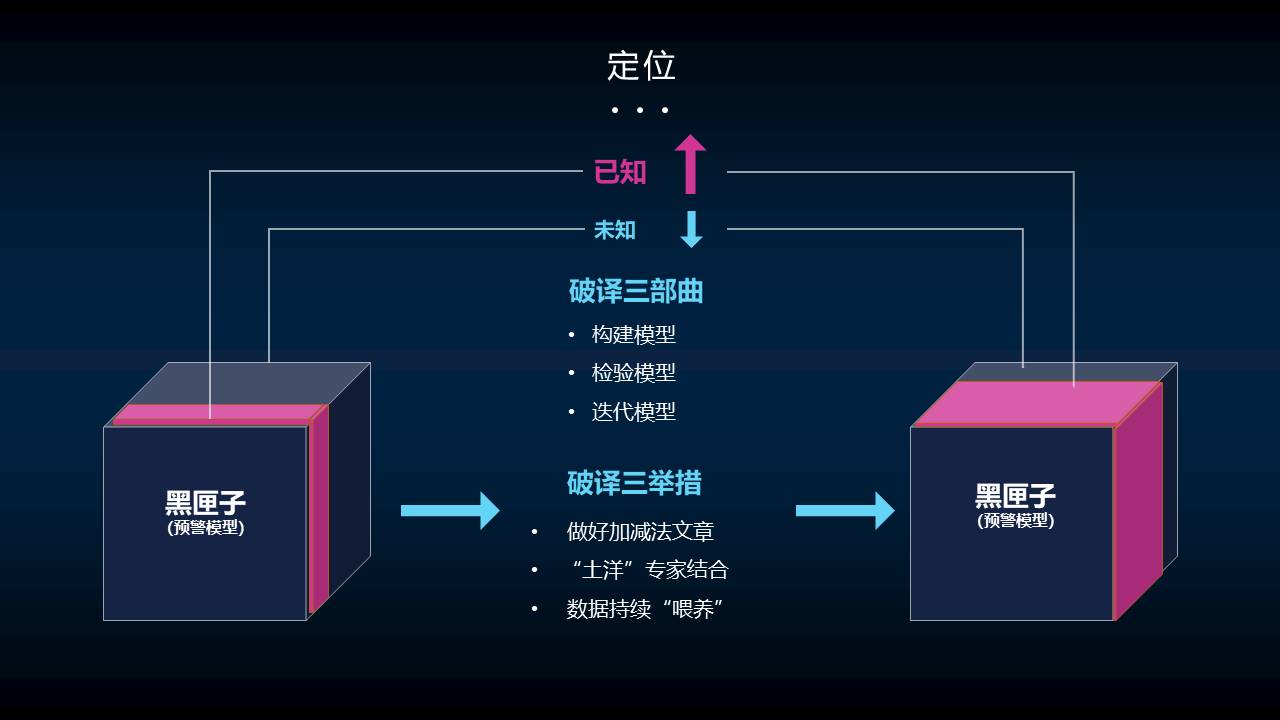 定位
• • •
已知
未知
破译三部曲
• 构建模型
• 检验模型
• 迭代模型
破译三举措
• 做好加减法文章
• “土洋”专家结合
• 数据持续“喂养”
黑匣子
(预警模型)
黑匣子
(预警模型)